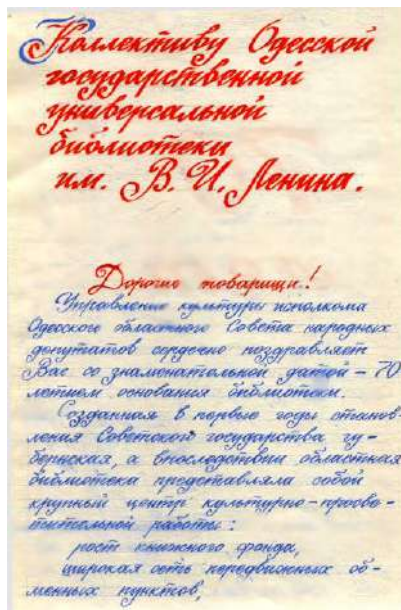 Коллективу Одесской
государственной
универсальной
библиотеки
им. В. И. Ленина.
Дорогие товарищи!
Управление культуры исполкома
Одесского областного Совета народных
депутатов сердечно поздравляет
Вас со знаменательной датой – 70
летием основания библиотеки.
Созданная в первые годы станов-
ления Советского государства гу-
бернская, а впоследствии областная
библиотека представляла собой
крупный центр культурно-просве-
тительной работы:
рост книжного фонда,
широкая сеть передвижных об-
менных пунктов,